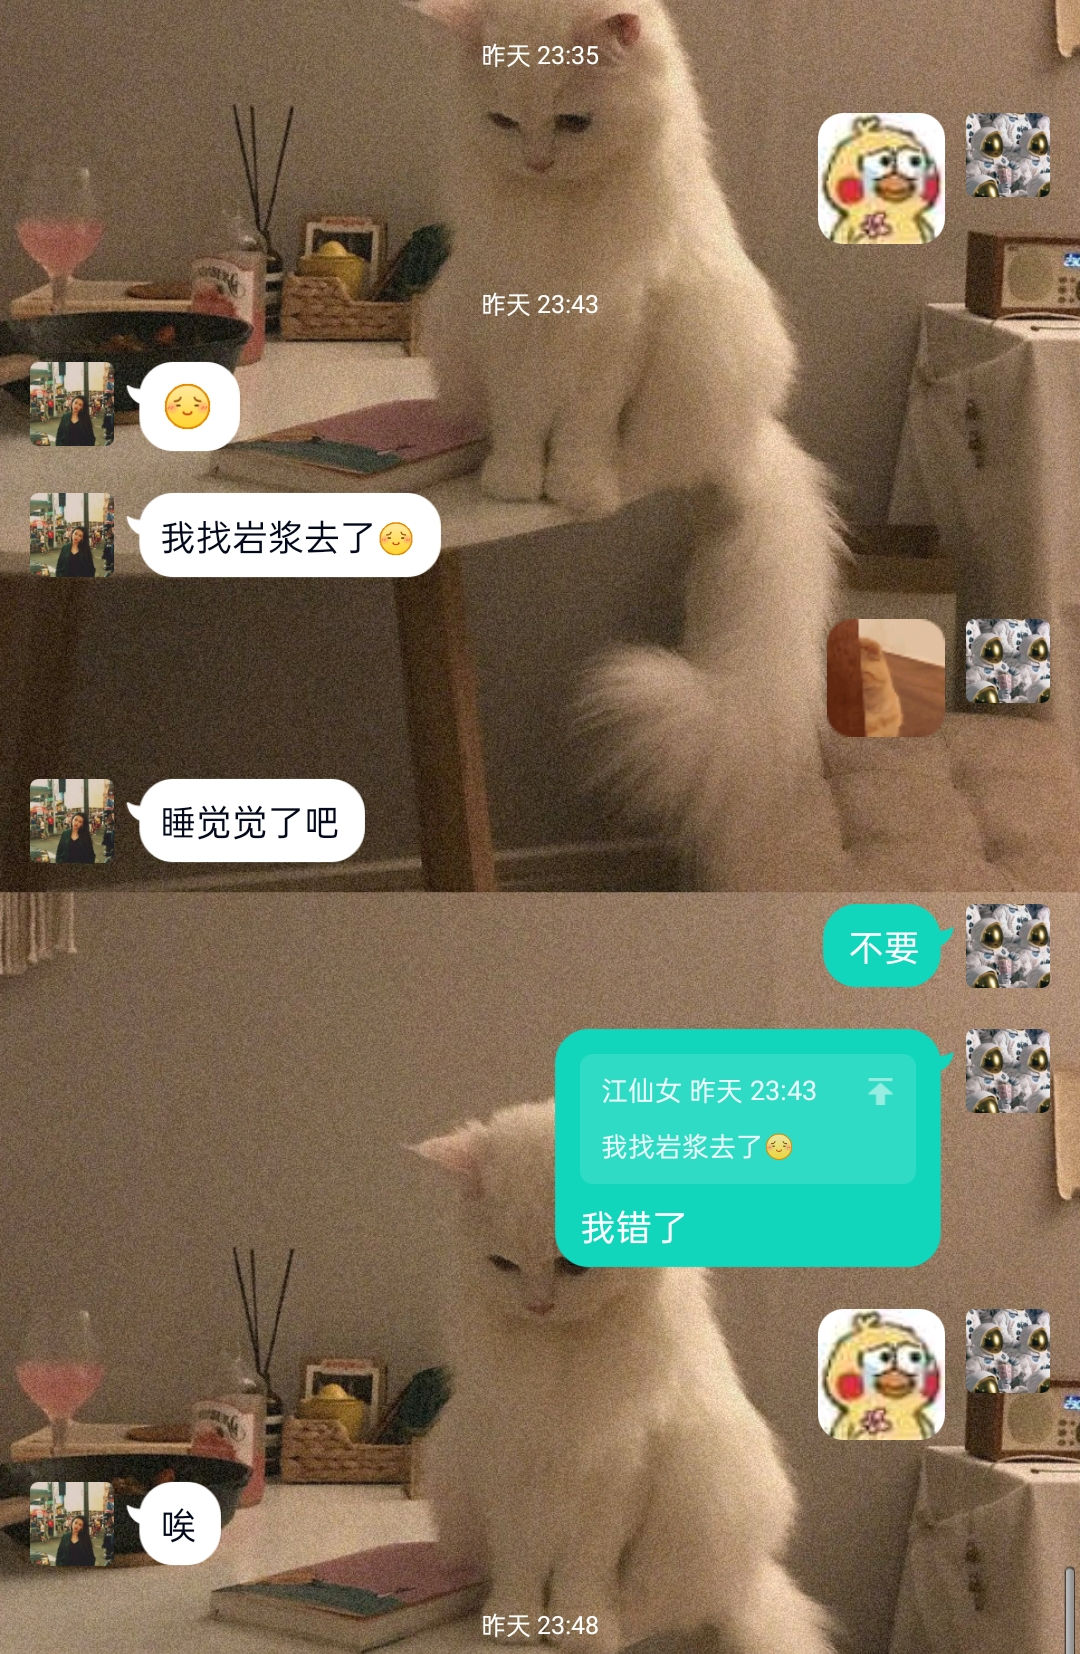 昨天 23:35
昨天 23:43
我找岩浆去了
睡觉觉了吧
不要
江仙女 昨天 23:43
我找岩浆去了
我错了
唉
昨天 23:48